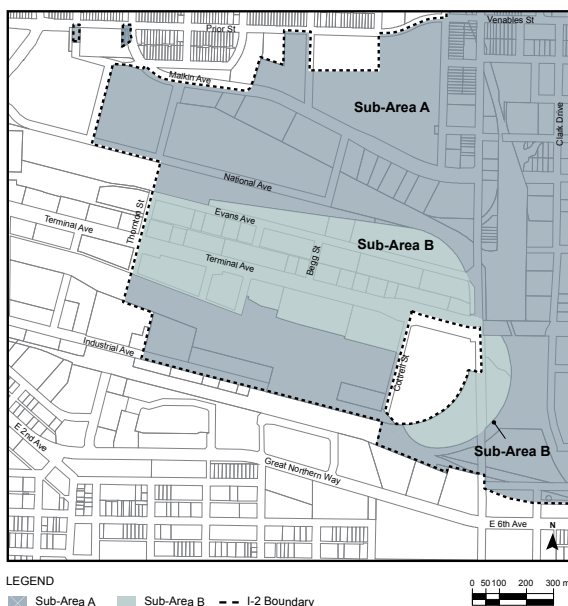 Venables St
Prior St
Malkin Ave
Sub-Area A
Clark Drive
National Ave
Thornton St
Evans Ave
Terminal Ave
Begg St
Sub-Area B
Terminal Ave
Industrial Ave
Cottrell St
E 2nd Ave
Sub-Area B
Great Northern Way
E 6th Ave
N
LEGEND
Sub-Area A Sub-Area B I-2 Boundary
0 50 100 200 300 m